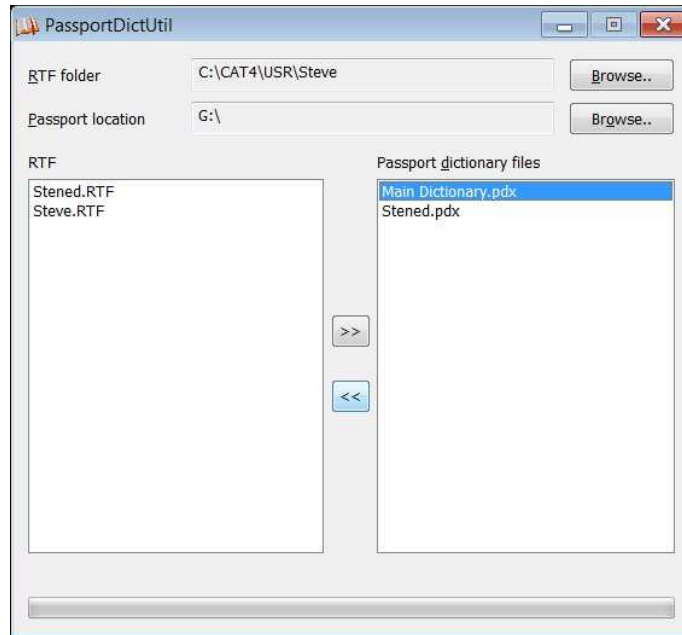 PassportDictUtil
RTF folder
C:\CAT4\USR\Steve
Browse..
Passport location
G:\
Browse..
RTF
Passport dictionary files
Stened.RTF
Steve.RTF
Main Dictionary.pdx
Stened.pdx
>>
<<